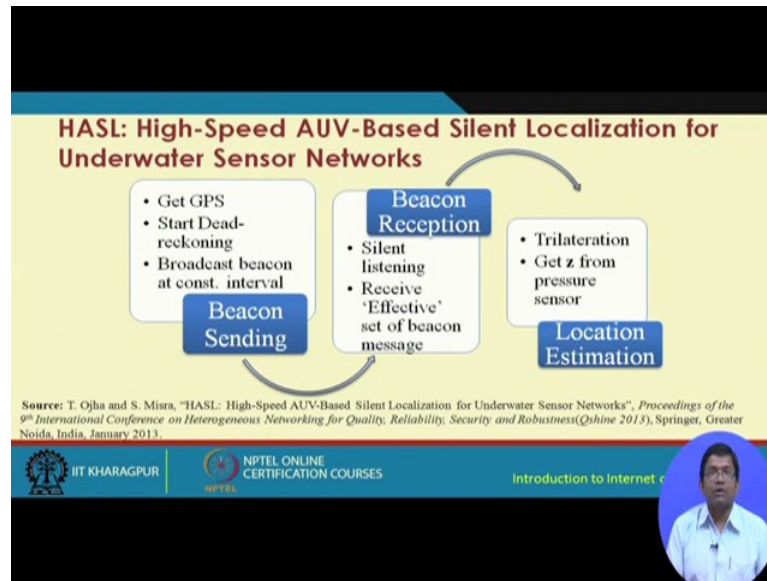 HASL: High-Speed AUV-Based Silent Localization for
Underwater Sensor Networks
• Get GPS
• Start Dead-
reckoning
• Broadcast beacon
at const. interval
Beacon
Sending
Beacon
Reception
• Silent
listening
• Receive
‘Effective’
set of beacon
message
• Trilateration
• Get z from
pressure
sensor
Location
Estimation
Source: T. Ojha and S. Misra, “HASL: High-Speed AUV-Based Silent Localization for Underwater Sensor Networks”, Proceedings of the
9th International Conference on Heterogeneous Networking for Quality, Reliability, Security and Robustness(Qshine 2013), Springer, Greater
Noida, India, January 2013.
IIT KHARAGPUR
NPTEL
NPTEL ONLINE
CERTIFICATION COURSES
Introduction to Internet